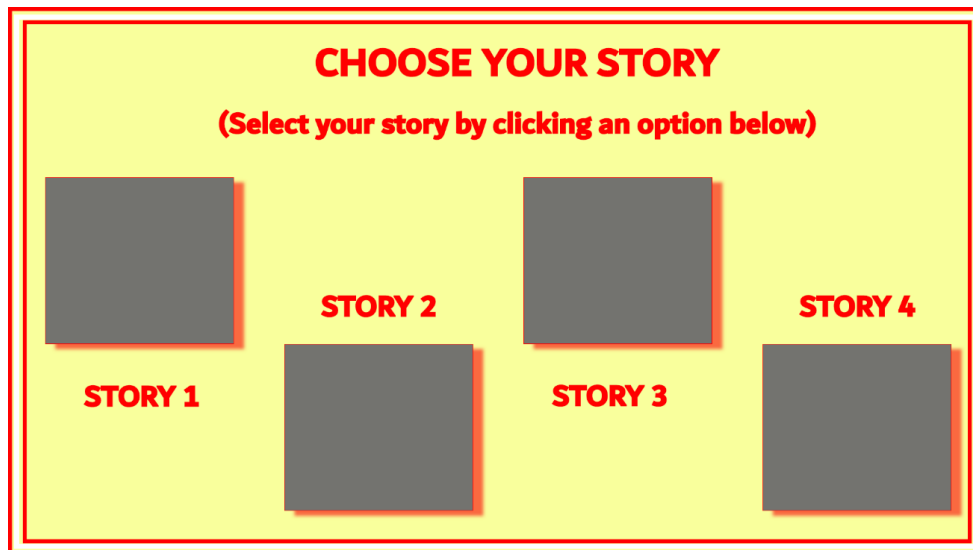 CHOOSE YOUR STORY
(Select your story by clicking an option below)
STORY 1
STORY 2
STORY 3
STORY 4